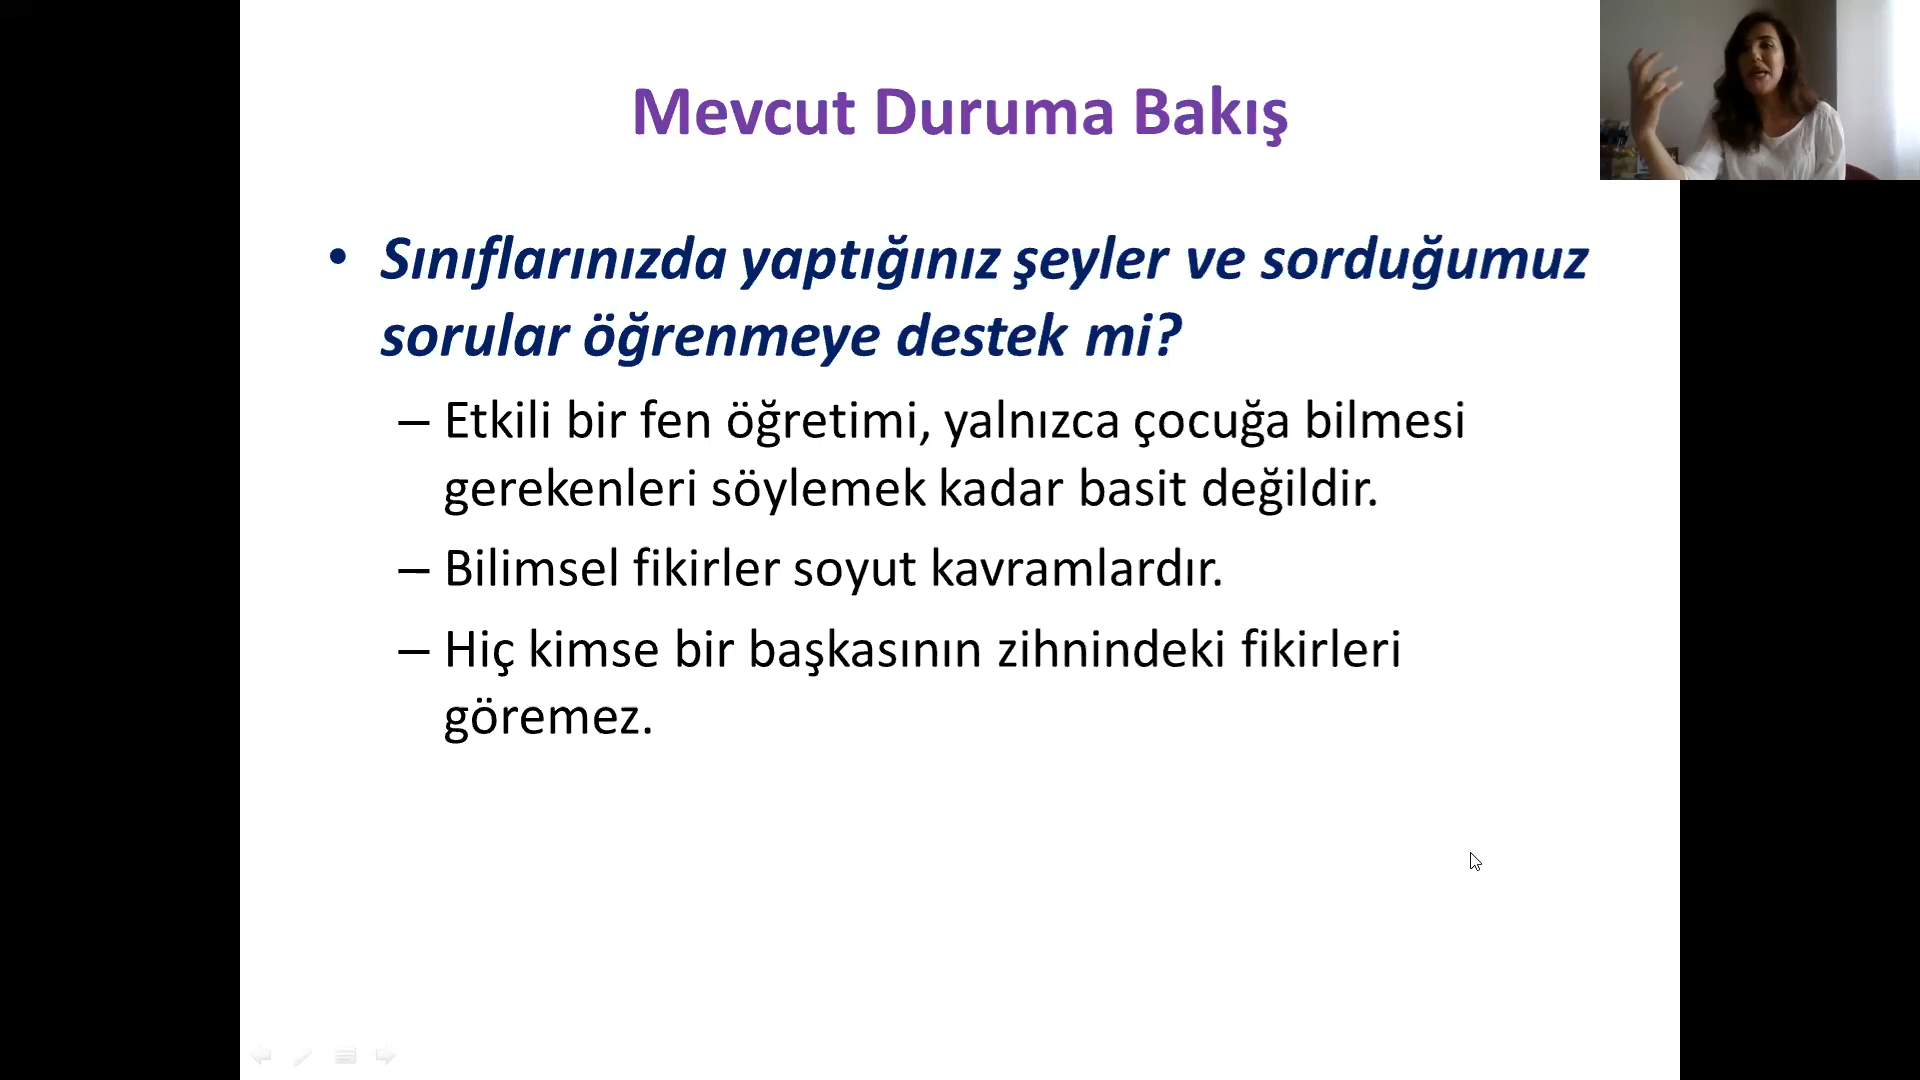 Mevcut Duruma Bakış
• Sınıflarınızda yaptığınız şeyler ve sorduğumuz
sorular öğrenmeye destek mi?
– Etkili bir fen öğretimi, yalnızca çocuğa bilmesi
gerekenleri söylemek kadar basit değildir.
– Bilimsel fikirler soyut kavramlardır.
– Hiç kimse bir başkasının zihnindeki fikirleri
göremez.